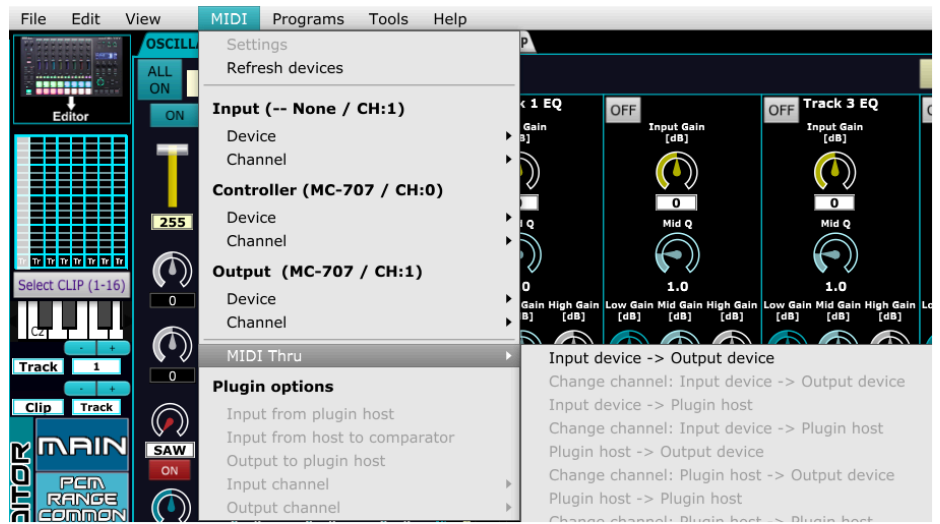 File Edit View MIDI Programs Tools Help
Editor
Select CLIP (1-16)
C2
- +
Track 1
- +
Clip Track
MAIN
PCM
RANGE
COMMON
ALL
ON
ON
255
0
0
SAW
ON
Settings
Refresh devices
Input (-- None / CH:1)
Device
Channel
Controller (MC-707 / CH:0)
Device
Channel
Output (MC-707 / CH:1)
Device
Channel
MIDI Thru
Plugin options
Input from plugin host
Input from host to comparator
Output to plugin host
Input channel
Output channel
1 EQ
Gain
OFF
Input Gain
[dB]
0
Mid Q
1.0
Low Gain Mid Gain High Gain
[dB] [dB] [dB]
OFF Track 3 EQ
Input Gain
[dB]
0
Mid Q
1.0
Low Gain Mid Gain High Gain
[dB] [dB] [dB]
Input device -> Output device
Change channel: Input device -> Output device
Input device -> Plugin host
Change channel: Input device -> Plugin host
Plugin host -> Output device
Change channel: Plugin host -> Output device
Plugin host -> Plugin host
Change channel: Plugin host -> Plugin host